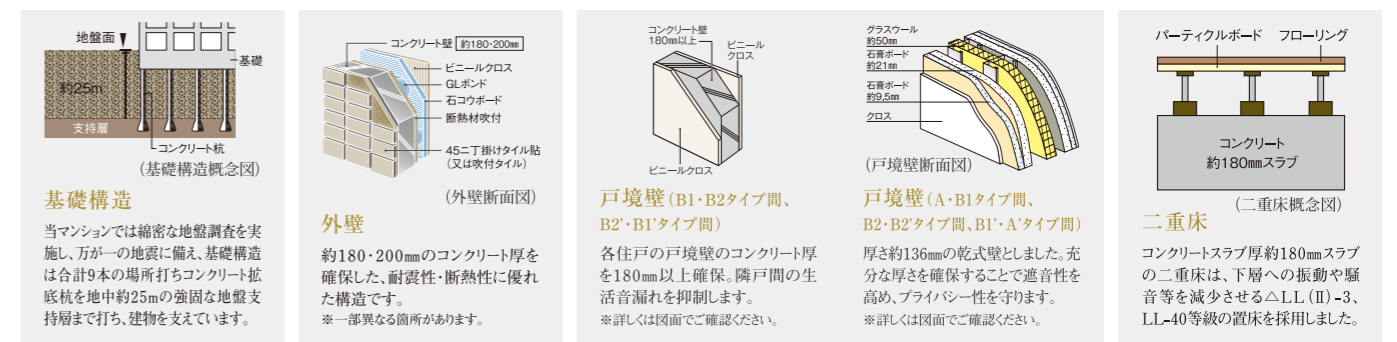 地盤面
基礎
約25m
支持層
コンクリート杭
(基礎構造概念図)
基礎構造
当マンションでは綿密な地盤調査を実
施し、万が一の地震に備え、基礎構造
は合計9本の場所打ちコンクリート拡
底杭を地中約25mの強固な地盤支
持層まで打ち、建物を支えています。
コンクリート壁 約180・200㎜
ビニールクロス
GLボンド
石コウボード
断熱材吹付
45ニ丁掛けタイル貼
(又は吹付タイル)
(外壁断面図)
外壁
約180・200㎜のコンクリート厚を
確保した、耐震性・断熱性に優れ
た構造です。
※一部異なる箇所があります。
コンクリート壁
180㎜以上
ビニール
クロス
ビニールクロス
戸境壁(B1・B2タイプ間、
B2'・B1'タイプ間)
各住戸の戸境壁のコンクリート厚
を180㎜以上確保。隣戸間の生
活音漏れを抑制します。
※詳しくは図面でご確認ください。
グラスウール
約50㎜
石膏ボード
約21㎜
石膏ボード
約9,5㎜
クロス
(戸境壁断面図)
戸境壁(A・B1タイプ間、
B2・B2'タイプ間、B1'・A'タイプ間)
厚さ約136㎜の乾式壁としました。充
分な厚さを確保することで遮音性を
高め、プライバシー性を守ります。
※詳しくは図面でご確認ください。
パーティクルボード フローリング
コンクリート
約180㎜スラブ
(二重床概念図)
二重床
コンクリートスラブ厚約180㎜スラブ
の二重床は、下層への振動や騒
音等を減少させる△LL(Ⅱ)-3、
LL-40等級の置床を採用しました。